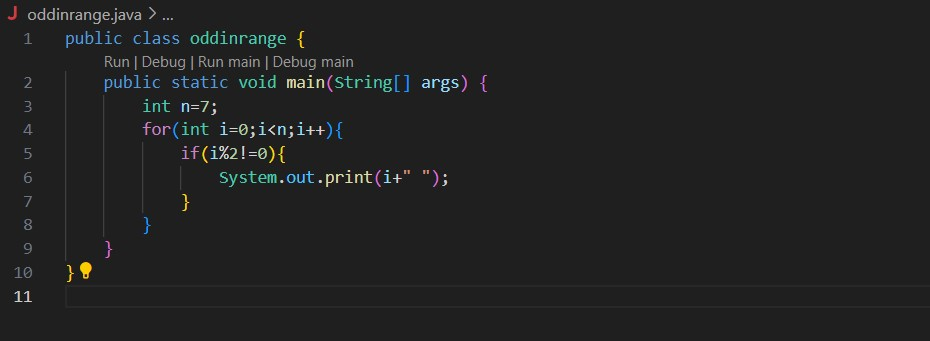 J oddinrange.java > ...
1 public class oddinrange {
Run | Debug | Run main | Debug main
2 public static void main(String[] args) {
3 int n=7;
4 for(int i=0;i<n;i++){
5 if(i%2!=0){
6 System.out.print(i+" ");
7 }
8 }
9 }
10 }
11